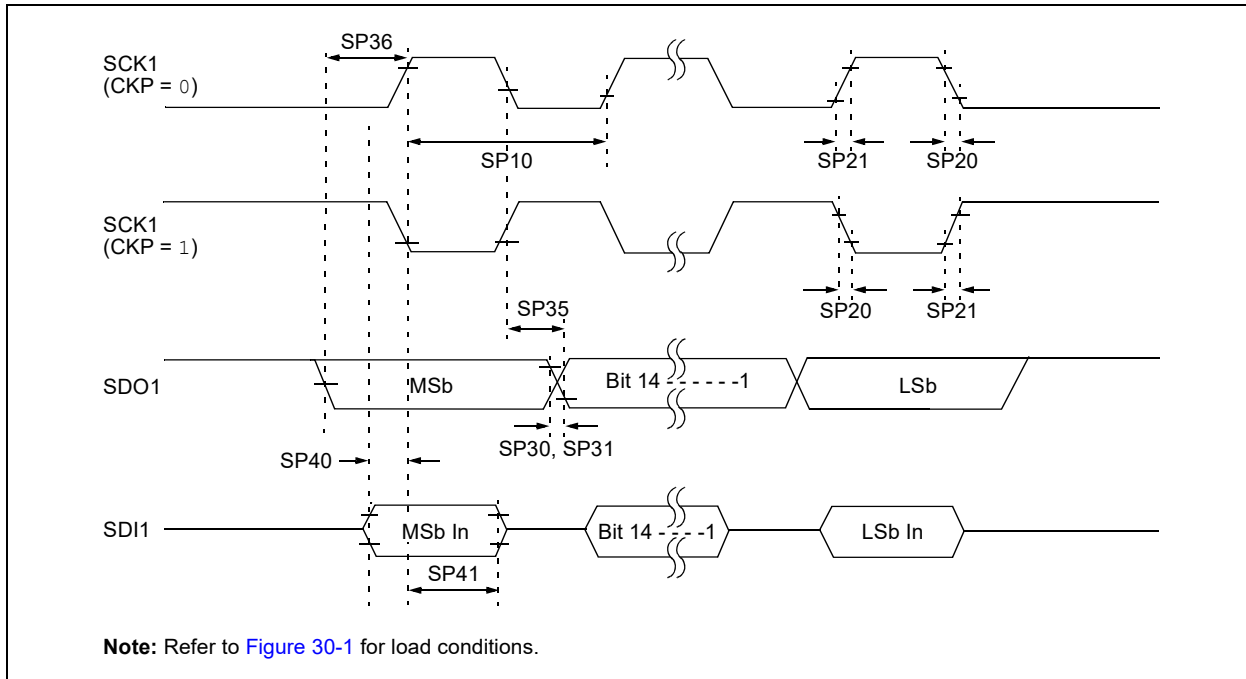 SP36
SCK1
(CKP = 0)
SP10
SP21
SP20
SCK1
(CKP = 1)
SP35
SP20
SP21
SDO1
MSb
Bit 14 - - - - - -1
LSb
SP30, SP31
SP40
SDI1
MSb In
Bit 14 - - - -1
LSb In
SP41
Note: Refer to Figure 30-1 for load conditions.